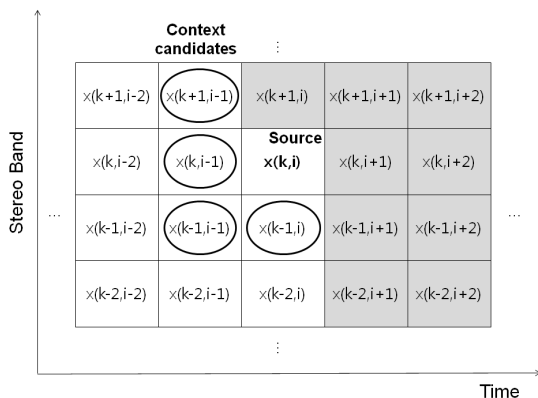 Context
candidates
⋮
x(k+1,i-2) x(k+1,i-1) x(k+1,i) x(k+1,i+1) x(k+1,i+2)
Source
x(k,i-2) x(k,i-1) x(k,i) x(k,i+1) x(k,i+2)
Stereo Band
... x(k-1,i-2) x(k-1,i-1) x(k-1,i) x(k-1,i+1) x(k-1,i+2) ...
x(k-2,i-2) x(k-2,i-1) x(k-2,i) x(k-2,i+1) x(k-2,i+2)
⋮
Time